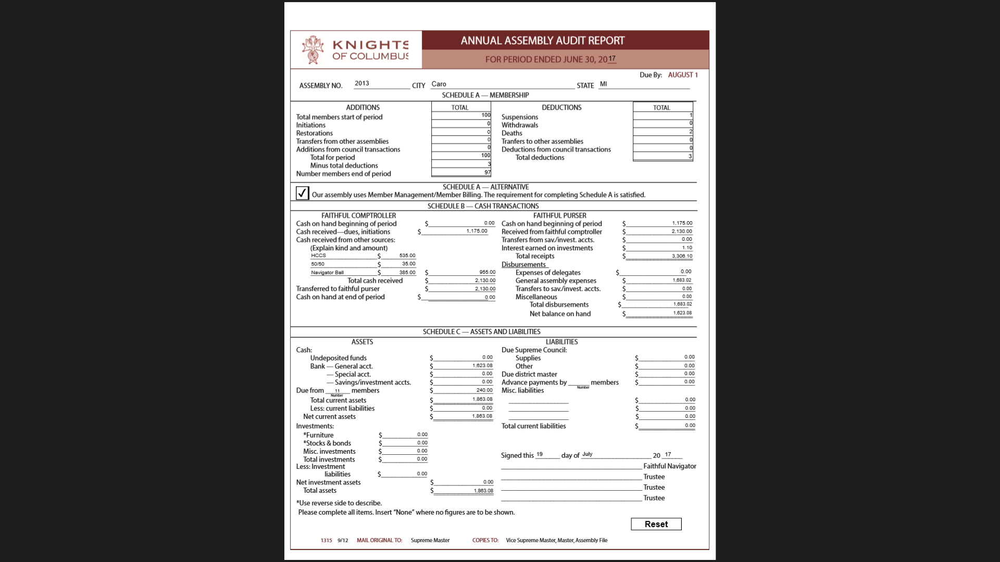 KNIGHTS
OF COLUMBUS
ANNUAL ASSEMBLY AUDIT REPORT
FOR PERIOD ENDED JUNE 30, 2017
Due By: AUGUST 1
ASSEMBLY NO. 2013 CITY Caro STATE MI
SCHEDULE A — MEMBERSHIP
ADDITIONS TOTAL DEDUCTIONS TOTAL
Total members start of period 100 Suspensions 1
Initiations 0 Withdrawals 0
Restorations 0 Deaths 2
Transfers from other assemblies 0 Tranfers to other assemblies 0
Additions from council transactions 0 Deductions from council transactions 0
Total for period 100 Total deductions 3
Minus total deductions 3
Number members end of period 97
SCHEDULE A — ALTERNATIVE
✓ Our assembly uses Member Management/Member Billing. The requirement for completing Schedule A is satisfied.
SCHEDULE B — CASH TRANSACTIONS
FAITHFUL COMPTROLLER FAITHFUL PURSER
Cash on hand beginning of period $ 0.00 Cash on hand beginning of period $ 1,175.00
Cash received—dues, initiations $ 1,175.00 Received from faithful comptroller $ 2,130.00
Cash received from other sources: Transfers from sav./invest. accts. $ 0.00
(Explain kind and amount) Interest earned on investments $ 1.10
HCCS $ 535.00 Total receipts $ 3,306.10
50/50 $ 35.00 Disbursements
Navigator Ball $ 385.00 $ 955.00 Expenses of delegates $ 0.00
Total cash received $ 2,130.00 General assembly expenses $ 1,683.02
Transferred to faithful purser $ 2,130.00 Transfers to sav./invest. accts. $ 0.00
Cash on hand at end of period $ 0.00 Miscellaneous $ 0.00
Total disbursements $ 1,683.02
Net balance on hand $ 1,623.08
SCHEDULE C — ASSETS AND LIABILITIES
ASSETS LIABILITIES
Cash: Due Supreme Council:
Undeposited funds $ 0.00 Supplies $ 0.00
Bank — General acct. $ 1,623.08 Other $ 0.00
— Special acct. $ 0.00 Due district master $ 0.00
— Savings/investment accts. $ 0.00 Advance payments by members $ 0.00
Number
Due from 11 members $ 240.00 Misc. liabilities
Number
Total current assets $ 1,863.08 $ 0.00
Less: current liabilities $ 0.00 $ 0.00
Net current assets $ 1,863.08 $ 0.00
Investments: Total current liabilities $ 0.00
*Furniture $ 0.00
*Stocks & bonds $ 0.00
Misc. investments $ 0.00
Total investments $ 0.00 Signed this 19 day of July 20 17
Less: Investment Faithful Navigator
liabilities $ 0.00 Trustee
Net investment assets $ 0.00 Trustee
Total assets $ 1,863.08 Trustee
*Use reverse side to describe.
Please complete all items. Insert “None” where no figures are to be shown.
Reset
1315 9/12 MAIL ORIGINAL TO: Supreme Master COPIES TO: Vice Supreme Master, Master, Assembly File